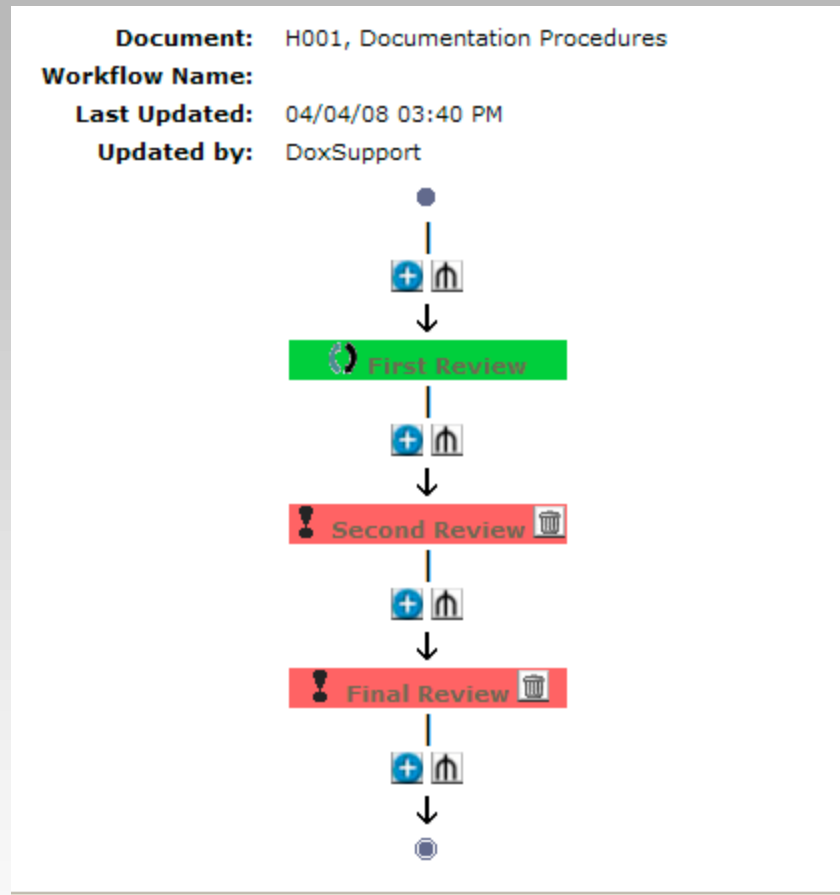 Document: H001, Documentation Procedures
Workflow Name:
Last Updated: 04/04/08 03:40 PM
Updated by: DoxSupport
First Review
Second Review
Final Review